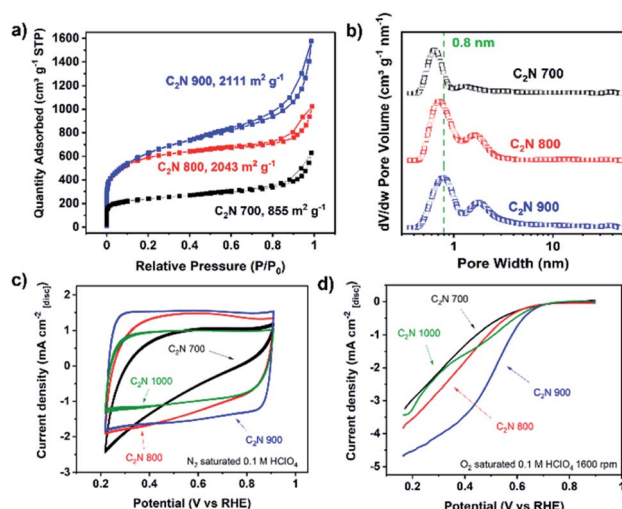 a)
Quantity Adsorbed (cm³ g⁻¹ STP)
1600
1400
1200
1000
800
600
400
200
0
C₂N 900, 2111 m² g⁻¹
C₂N 800, 2043 m² g⁻¹
C₂N 700, 855 m² g⁻¹
0.0 0.2 0.4 0.6 0.8 1
Relative Pressure (P/P₀)
b)
dV/dw Pore Volume (cm³ g⁻¹ nm⁻¹)
0.8 nm
C₂N 700
C₂N 800
C₂N 900
1 10
Pore Width (nm)
c)
Current density (mA cm⁻² [disc])
3
2
1
0
-1
-2
-3
C₂N 700
C₂N 1000
C₂N 800
C₂N 900
N₂ saturated 0.1 M HClO₄
0.0 0.2 0.4 0.6 0.8 1.0
Potential (V vs RHE)
d)
Current density (mA cm⁻² [disc])
0
-1
-2
-3
-4
-5
C₂N 700
C₂N 1000
C₂N 900
C₂N 800
O₂ saturated 0.1 M HClO₄ 1600 rpm
0.2 0.4 0.6 0.8 1.0
Potential (V vs RHE)